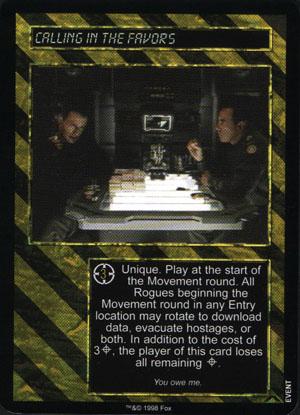 CALLING IN THE FAVORS
3 Unique. Play at the start
of the Movement round. All
Rogues beginning the
Movement round in any Entry
location may rotate to download
data, evacuate hostages, or
both. In addition to the cost of
3⌖, the player of this card loses
all remaining ⌖.
You owe me.
™&© 1998 Fox
EVENT